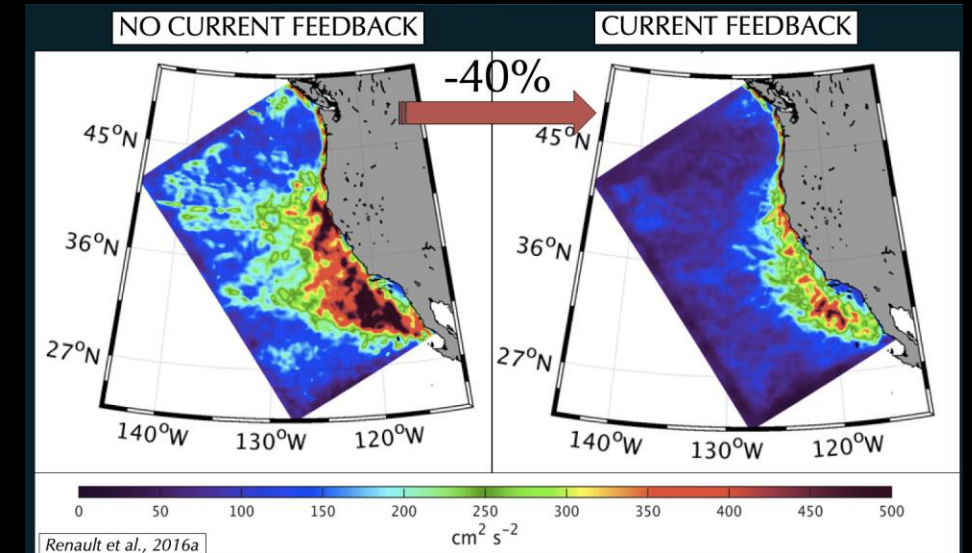 NO CURRENT FEEDBACK
CURRENT FEEDBACK
-40%
45°N
36°N
27°N
140°W
130°W
120°W
45°N
36°N
27°N
140°W
130°W
120°W
0 50 100 150 200 250 300 350 400 450 500
cm² s⁻²
Renault et al., 2016a